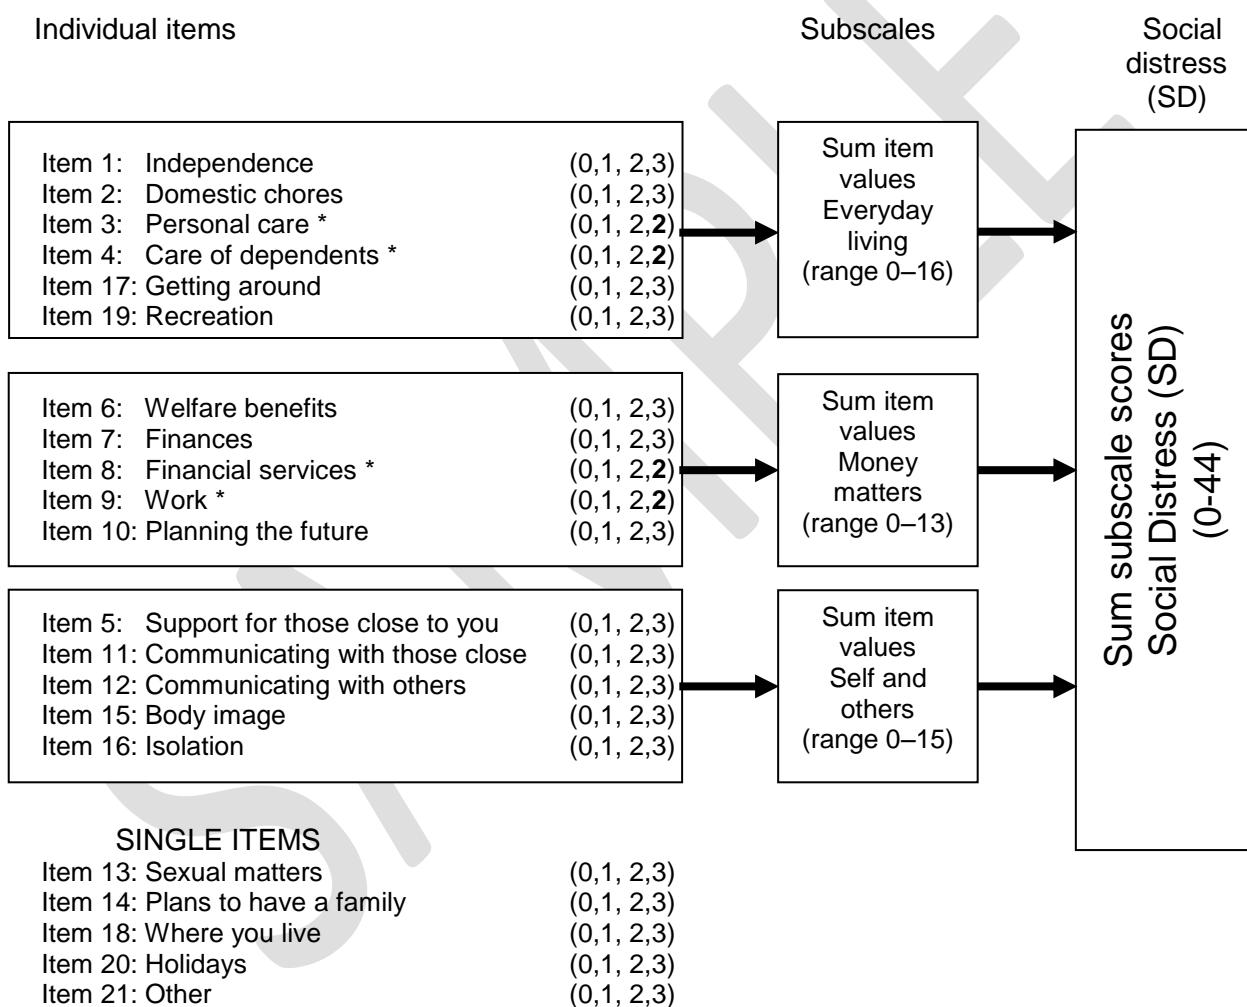 Individual items
Subscales
Social
distress
(SD)
Item 1: Independence (0,1, 2,3)
Item 2: Domestic chores (0,1, 2,3)
Item 3: Personal care * (0,1, 2,2)
Item 4: Care of dependents * (0,1, 2,2)
Item 17: Getting around (0,1, 2,3)
Item 19: Recreation (0,1, 2,3)
Sum item
values
Everyday
living
(range 0–16)
Item 6: Welfare benefits (0,1, 2,3)
Item 7: Finances (0,1, 2,3)
Item 8: Financial services * (0,1, 2,2)
Item 9: Work * (0,1, 2,2)
Item 10: Planning the future (0,1, 2,3)
Sum item
values
Money
matters
(range 0–13)
Item 5: Support for those close to you (0,1, 2,3)
Item 11: Communicating with those close (0,1, 2,3)
Item 12: Communicating with others (0,1, 2,3)
Item 15: Body image (0,1, 2,3)
Item 16: Isolation (0,1, 2,3)
Sum item
values
Self and
others
(range 0–15)
Sum subscale scores
Social Distress (SD)
(0-44)
SINGLE ITEMS
Item 13: Sexual matters (0,1, 2,3)
Item 14: Plans to have a family (0,1, 2,3)
Item 18: Where you live (0,1, 2,3)
Item 20: Holidays (0,1, 2,3)
Item 21: Other (0,1, 2,3)
SAMPLE